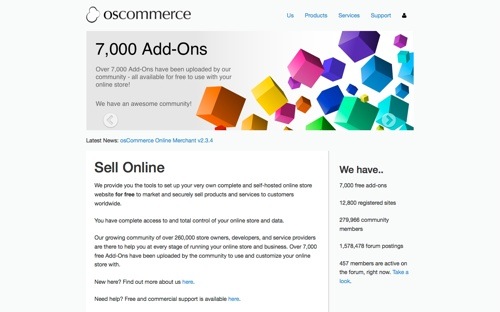 oscommerce
Us Products Services Support
7,000 Add-Ons
Over 7,000 Add-Ons have been uploaded by our
community - all available for free to use with your
online store!
We have an awesome community!
Latest News: osCommerce Online Merchant v2.3.4
Sell Online
We provide you the tools to set up your very own complete and self-hosted online store
website for free to market and securely sell products and services to customers
worldwide.
You have complete access to and total control of your online store and data.
Our growing community of over 260,000 store owners, developers, and service providers
are there to help you at every stage of running your online store and business. Over 7,000
free Add-Ons have been uploaded by the community to use and customize your online
store with.
New here? Find out more about us here.
Need help? Free and commercial support is available here.
We have..
7,000 free add-ons
12,800 registered sites
279,966 community
members
1,578,478 forum postings
457 members are active on
the forum, right now. Take a
look.